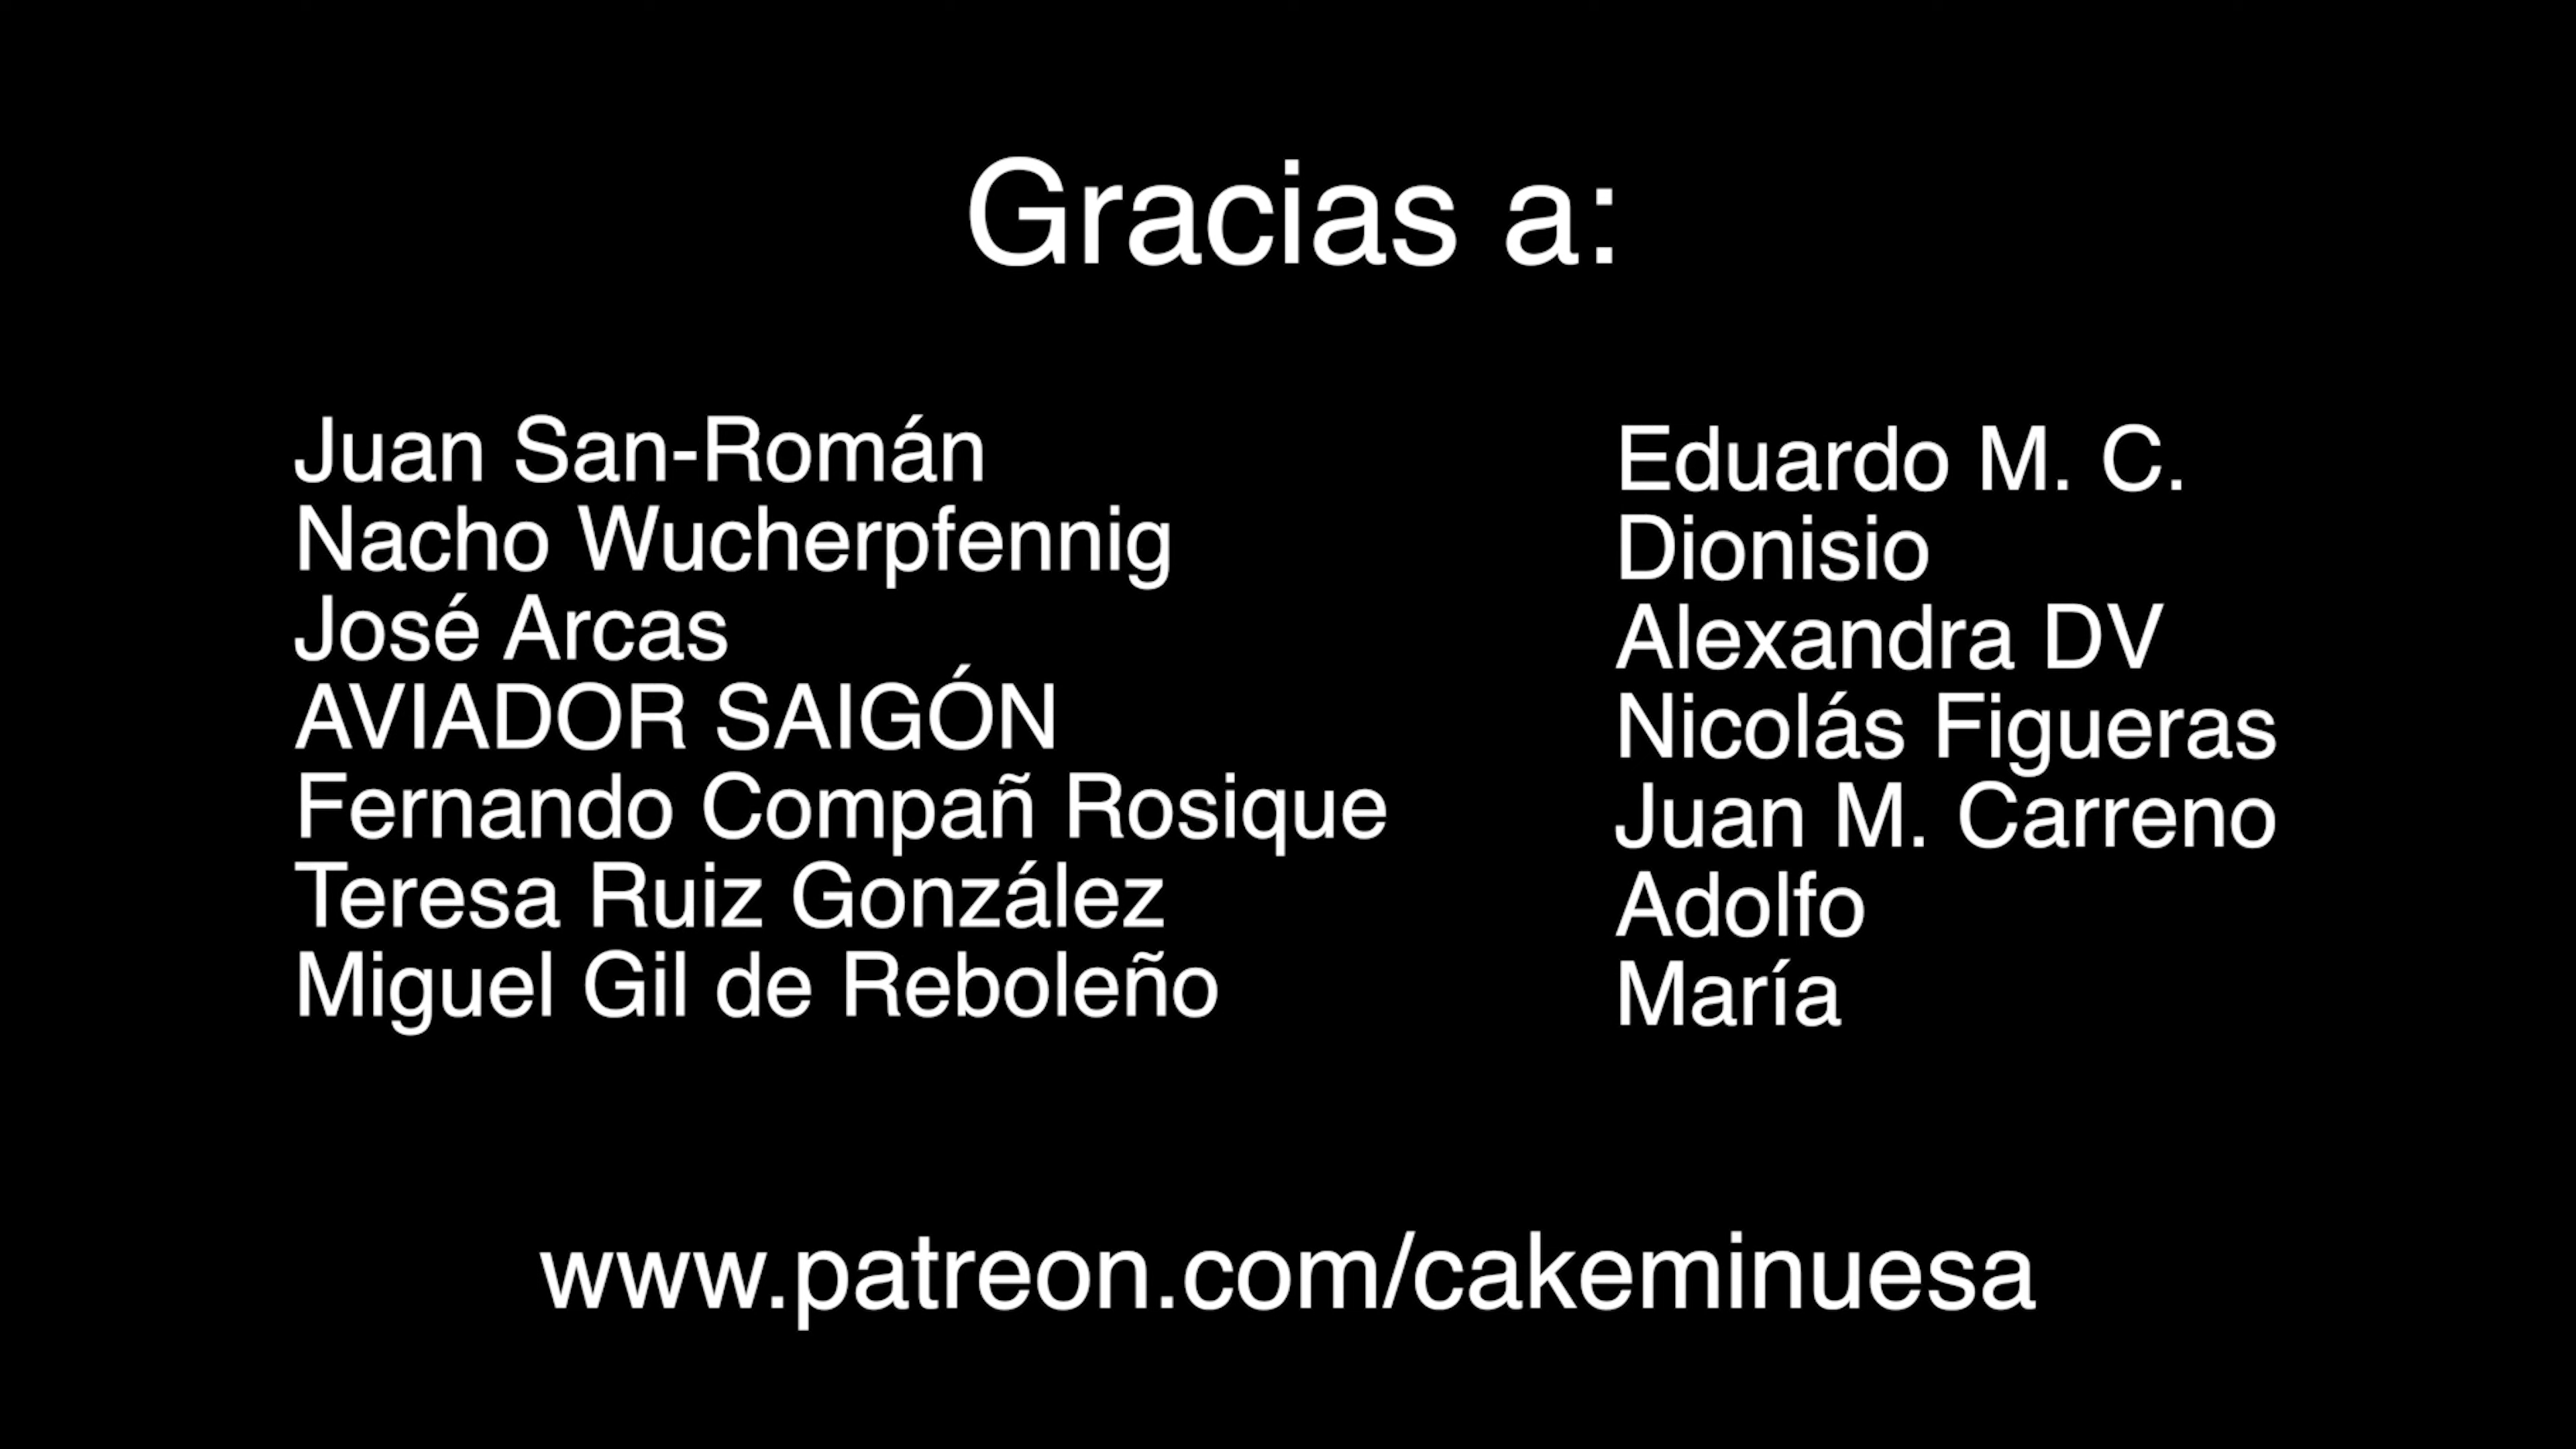 Gracias a:
Juan San-Román
Nacho Wucherpfennig
José Arcas
AVIADOR SAIGÓN
Fernando Compañ Rosique
Teresa Ruiz González
Miguel Gil de Reboleño
Eduardo M. C.
Dionisio
Alexandra DV
Nicolás Figueras
Juan M. Carreno
Adolfo
María
www.patreon.com/cakeminuesa